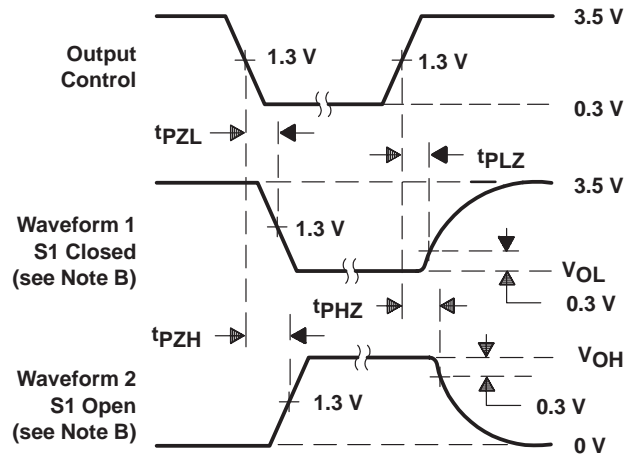 3.5 V
Output
Control
1.3 V
1.3 V
0.3 V
tPZL
tPLZ
3.5 V
Waveform 1
S1 Closed
(see Note B)
1.3 V
VOL
0.3 V
tPHZ
tPZH
VOH
Waveform 2
S1 Open
(see Note B)
1.3 V
0.3 V
0 V